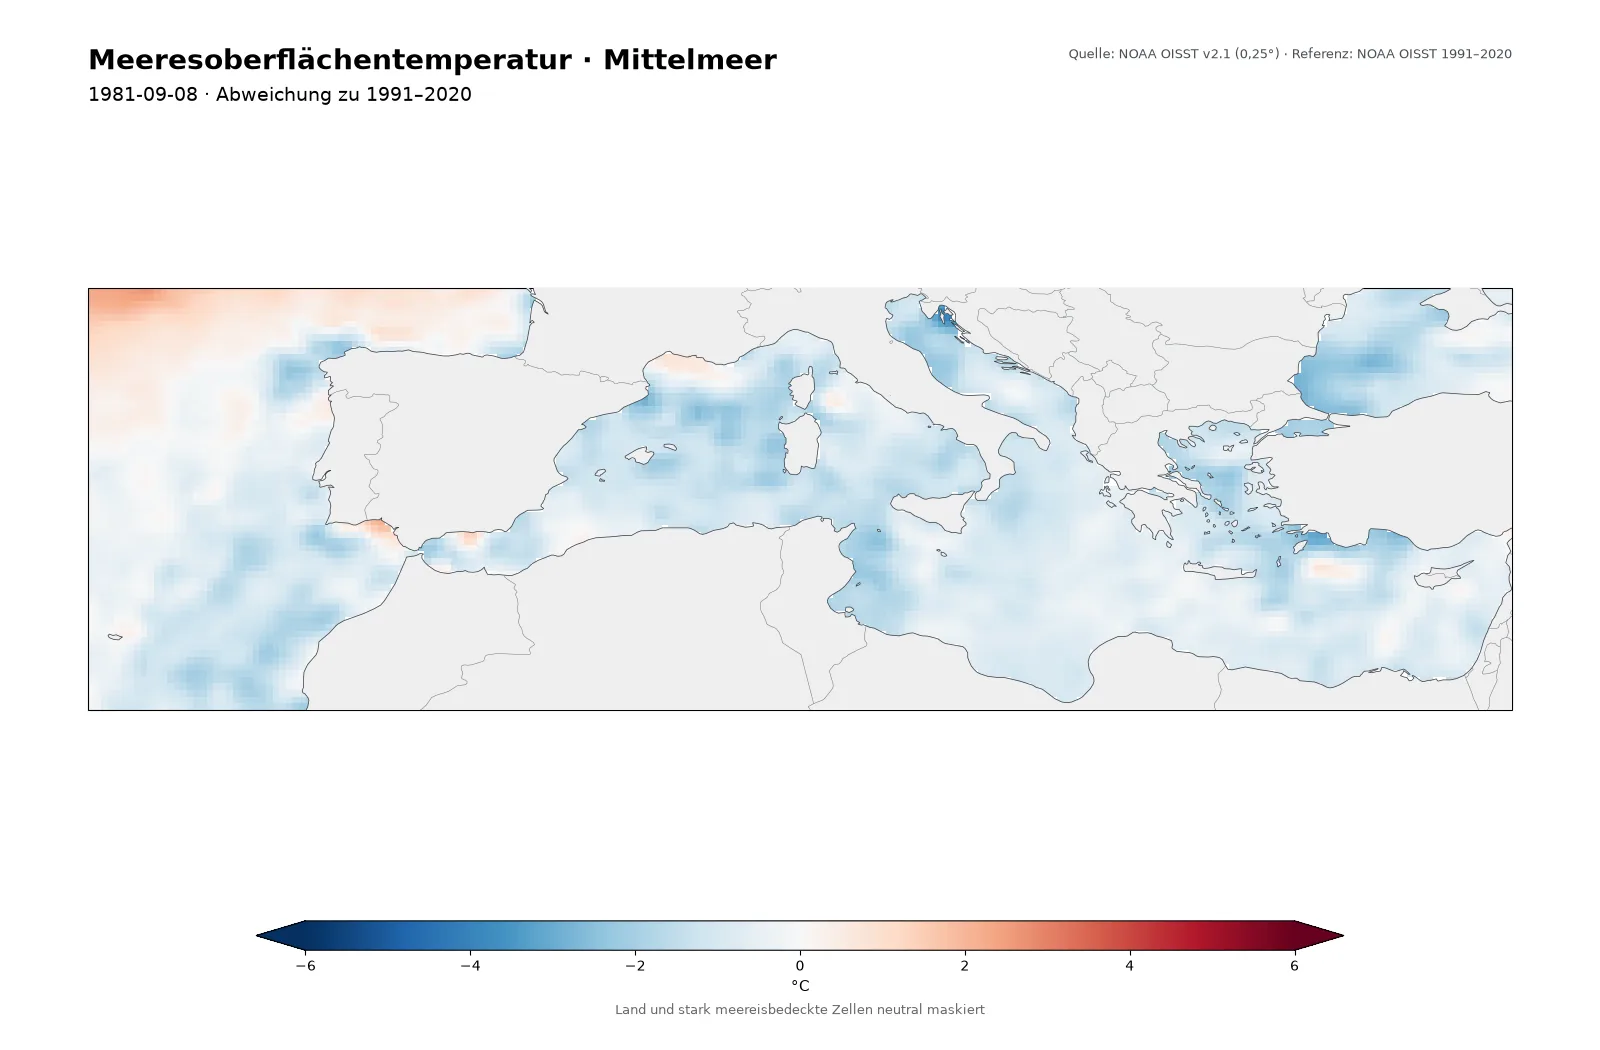 Meeresoberflächentemperatur · Mittelmeer
Quelle: NOAA OISST v2.1 (0,25°) · Referenz: NOAA OISST 1991–2020
1981-09-08 · Abweichung zu 1991–2020
−6 −4 −2 0 2 4 6
°C
Land und stark meereisbedeckte Zellen neutral maskiert